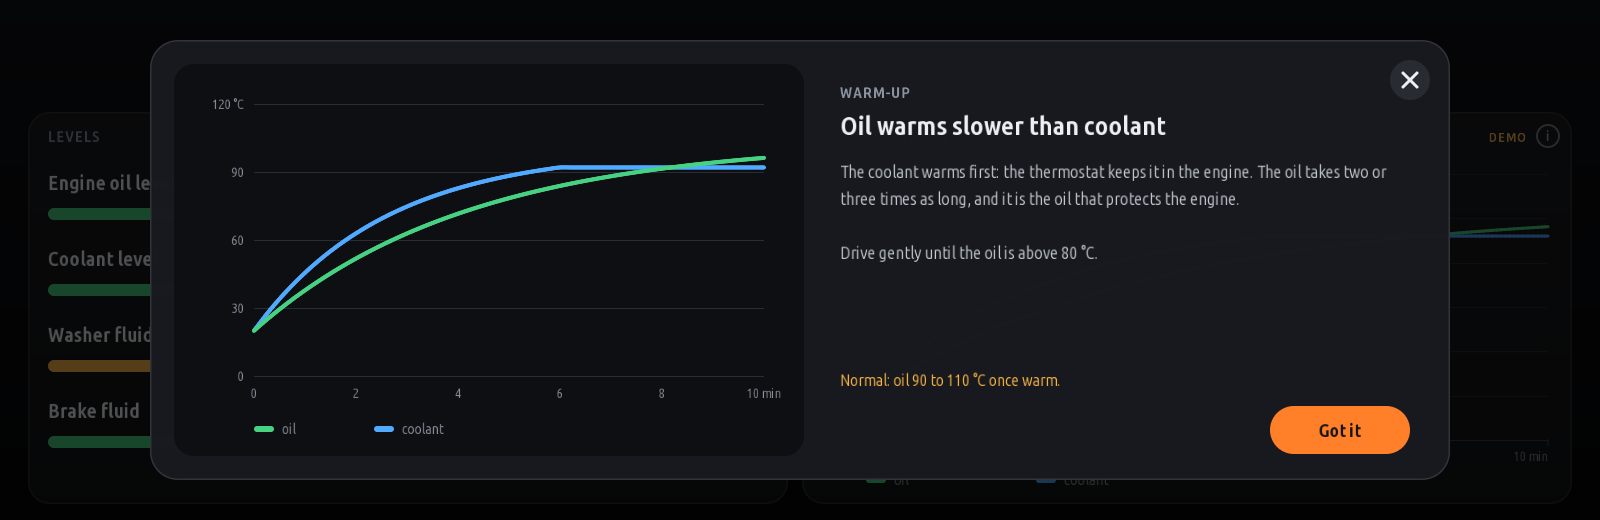 LEVELS
Engine oil le
Coolant leve
Washer fluid
Brake fluid
120 °C
90
60
30
0
0
2
4
6
8
10 min
oil
coolant
WARM-UP
Oil warms slower than coolant
The coolant warms first: the thermostat keeps it in the engine. The oil takes two or
three times as long, and it is the oil that protects the engine.
Drive gently until the oil is above 80 °C.
Normal: oil 90 to 110 °C once warm.
Got it
DEMO
i
10 min
oil
coolant